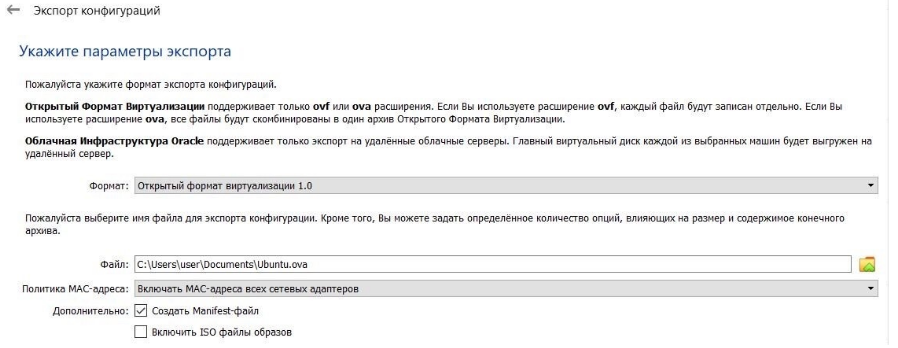 Экспорт конфигураций
Укажите параметры экспорта
Пожалуйста укажите формат экспорта конфигураций.
Открытый Формат Виртуализации поддерживает только ovf или ova расширения. Если Вы используете расширение ovf, каждый файл будут записан отдельно. Если Вы
используете расширение ova, все файлы будут скомбинированы в один архив Открытого Формата Виртуализации.
Облачная Инфраструктура Oracle поддерживает только экспорт на удалённые облачные серверы. Главный виртуальный диск каждой из выбранных машин будет выгружен на
удалённый сервер.
Формат: Открытый формат виртуализации 1.0
Пожалуйста выберите имя файла для экспорта конфигурации. Кроме того, Вы можете задать определённое количество опций, влияющих на размер и содержимое конечного
архива.
Файл: C:\Users\user\Documents\Ubuntu.ova
Политика MAC-адреса: Включать MAC-адреса всех сетевых адаптеров
Дополнительно: Создать Manifest-файл
Включить ISO файлы образов